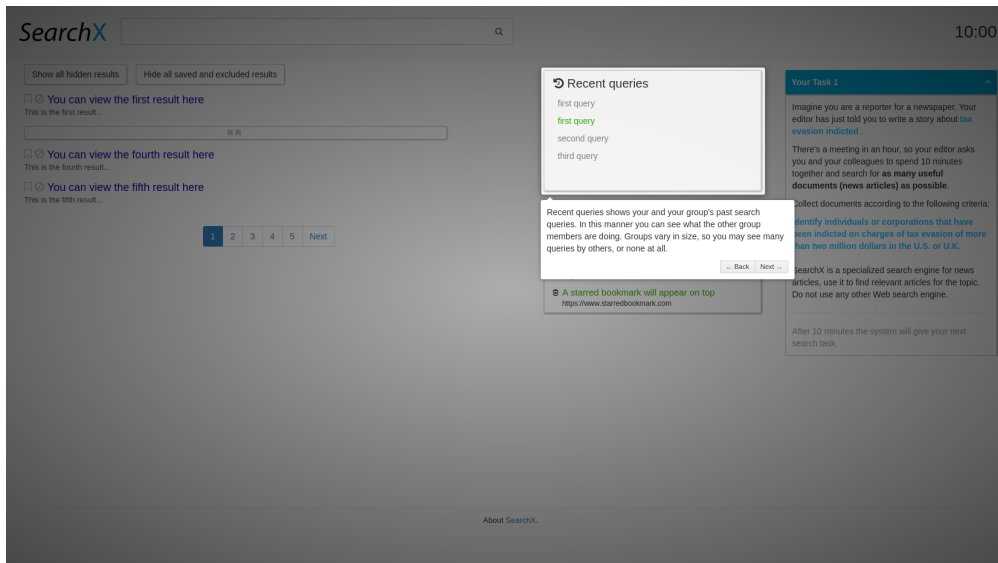 SearchX
10:00
Show all hidden results
Hide all saved and excluded results
You can view the first result here
This is the first result...
You can view the fourth result here
This is the fourth result...
You can view the fifth result here
This is the fifth result...
1 2 3 4 5 Next
Recent queries
first query
first query
second query
third query
Recent queries shows your and your group's past search
queries. In this manner you can see what the other group
members are doing. Groups vary in size, so you may see many
queries by others, or none at all.
← Back Next →
A starred bookmark will appear on top
https://www.starredbookmark.com
Your Task 1
Imagine you are a reporter for a newspaper. Your
editor has just told you to write a story about tax
evasion indicted .
There's a meeting in an hour, so your editor asks
you and your colleagues to spend 10 minutes
together and search for as many useful
documents (news articles) as possible.
Collect documents according to the following criteria:
Identify individuals or corporations that have
been indicted on charges of tax evasion of more
than two million dollars in the U.S. or U.K.
SearchX is a specialized search engine for news
articles, use it to find relevant articles for the topic.
Do not use any other Web search engine.
After 10 minutes the system will give your next
search task.
About SearchX.